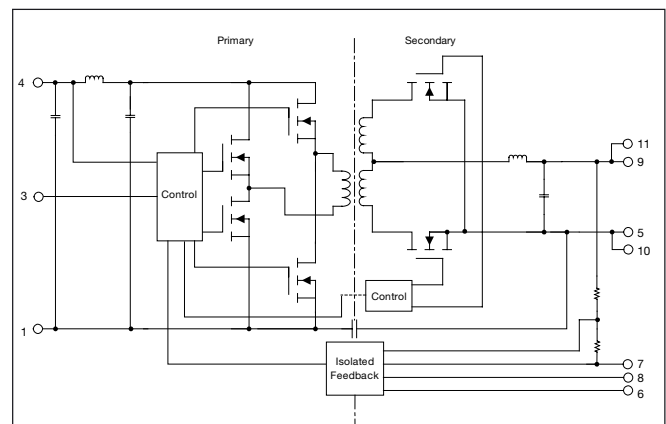 Primary Secondary
4
11
9
3
Control
5
10
Control
1
Isolated
Feedback
7
8
6